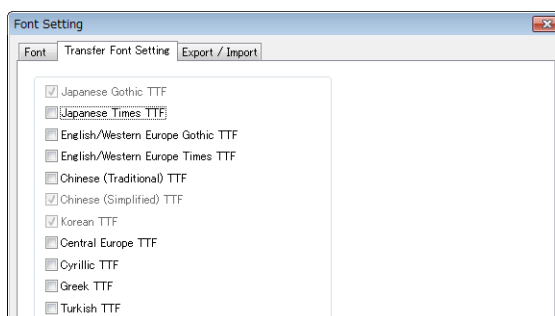 Font Setting
Font Transfer Font Setting Export / Import
Japanese Gothic TTF
Japanese Times TTF
English/Western Europe Gothic TTF
English/Western Europe Times TTF
Chinese (Traditional) TTF
Chinese (Simplified) TTF
Korean TTF
Central Europe TTF
Cyrillic TTF
Greek TTF
Turkish TTF